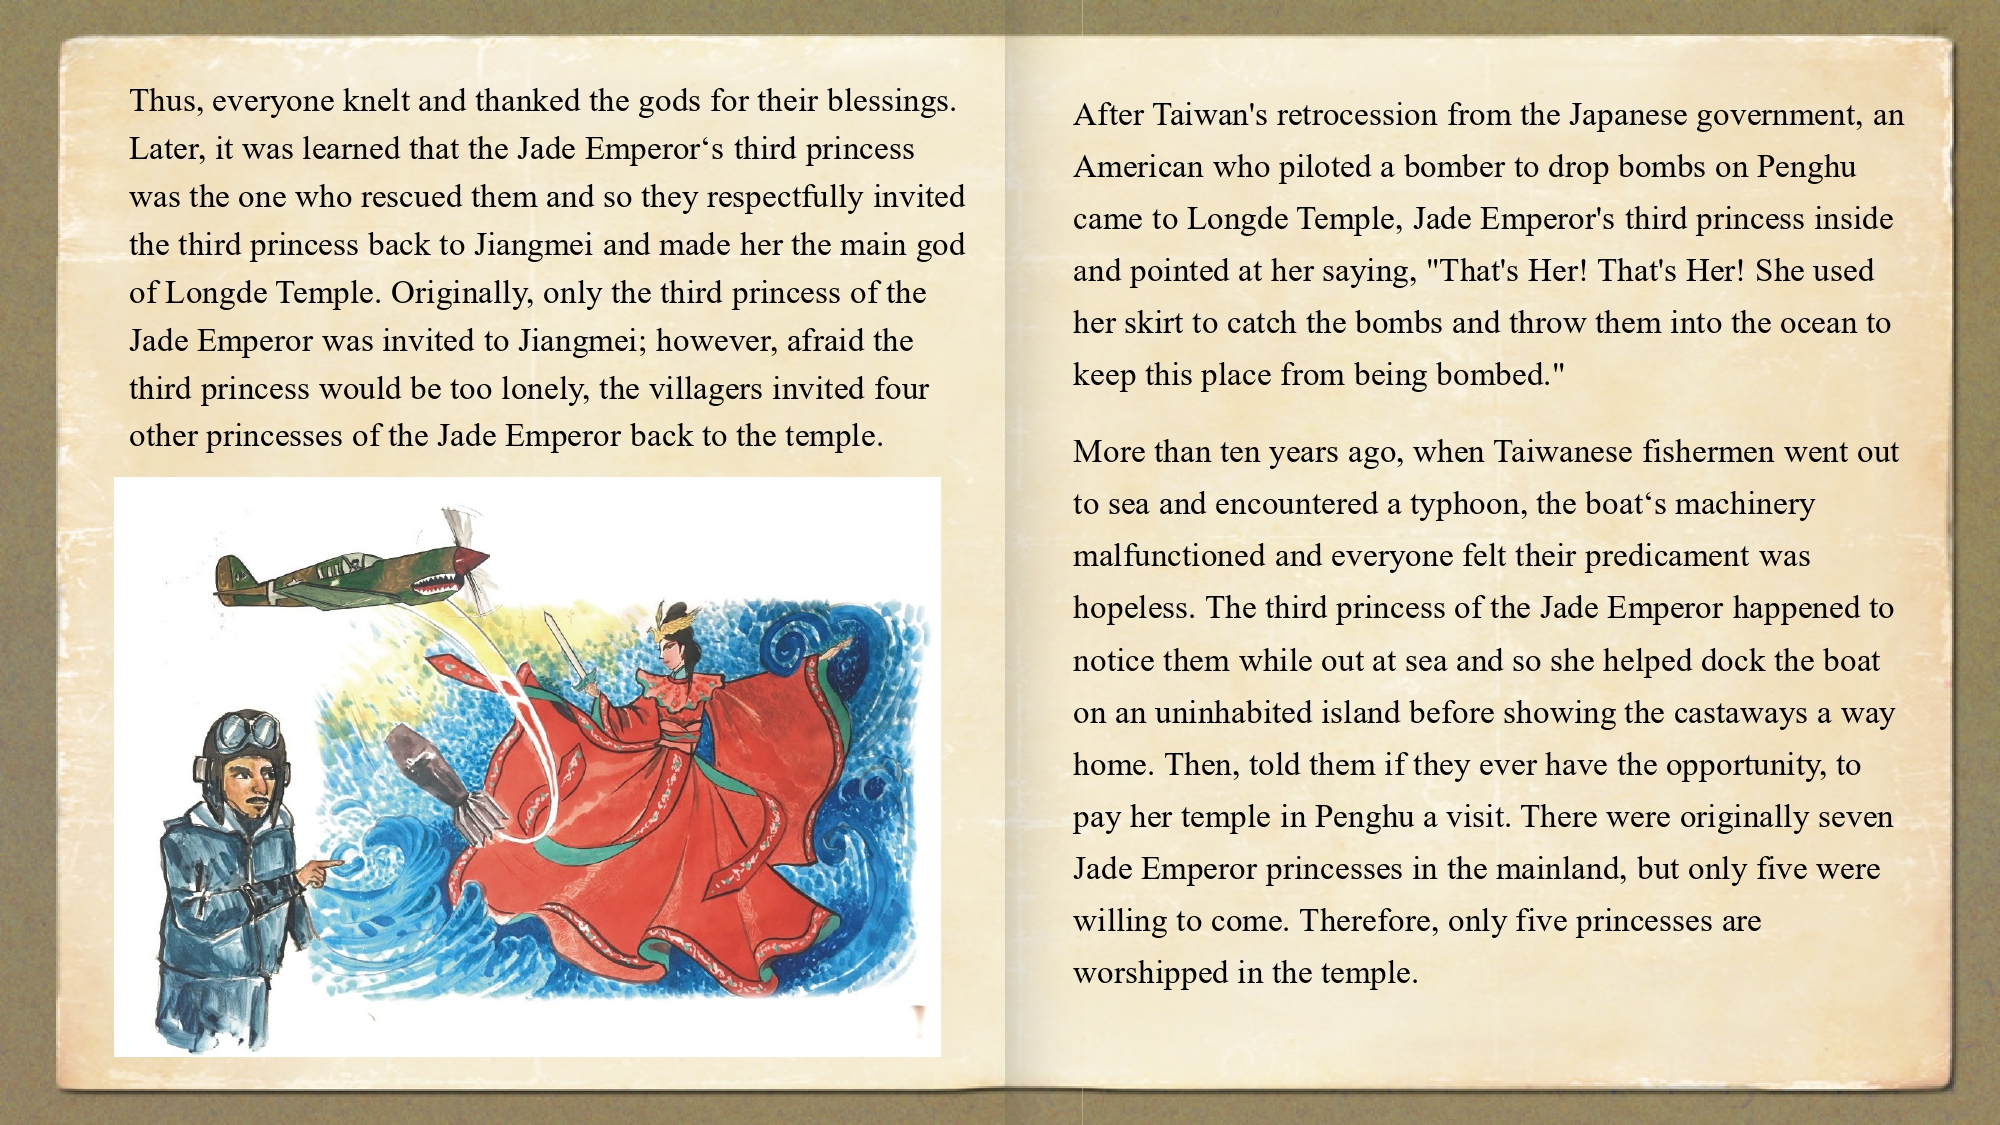 Thus, everyone knelt and thanked the gods for their blessings.
Later, it was learned that the Jade Emperor‘s third princess
was the one who rescued them and so they respectfully invited
the third princess back to Jiangmei and made her the main god
of Longde Temple. Originally, only the third princess of the
Jade Emperor was invited to Jiangmei; however, afraid the
third princess would be too lonely, the villagers invited four
other princesses of the Jade Emperor back to the temple.
After Taiwan's retrocession from the Japanese government, an
American who piloted a bomber to drop bombs on Penghu
came to Longde Temple, Jade Emperor's third princess inside
and pointed at her saying, "That's Her! That's Her! She used
her skirt to catch the bombs and throw them into the ocean to
keep this place from being bombed."
More than ten years ago, when Taiwanese fishermen went out
to sea and encountered a typhoon, the boat‘s machinery
malfunctioned and everyone felt their predicament was
hopeless. The third princess of the Jade Emperor happened to
notice them while out at sea and so she helped dock the boat
on an uninhabited island before showing the castaways a way
home. Then, told them if they ever have the opportunity, to
pay her temple in Penghu a visit. There were originally seven
Jade Emperor princesses in the mainland, but only five were
willing to come. Therefore, only five princesses are
worshipped in the temple.